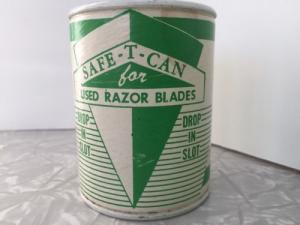 SAFE-T-CAN
for
USED RAZOR BLADES
DROP
IN
SLOT
DROP
IN
SLOT